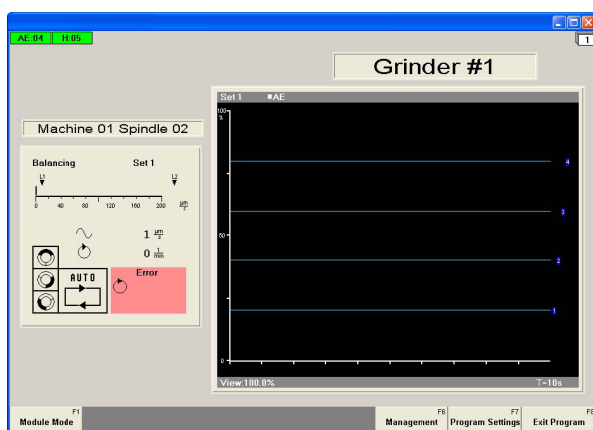 AE:04 H:05
1
Grinder #1
Set 1 AE
100
%
50
0
4
3
2
1
View:100.0% T=10s
Machine 01 Spindle 02
Balancing Set 1
L1 L2
0 40 80 120 160 200 µm/s
1 µm/s
0 1/min
AUTO
Error
F1 F6 F7 F8
Module Mode Management Program Settings Exit Program